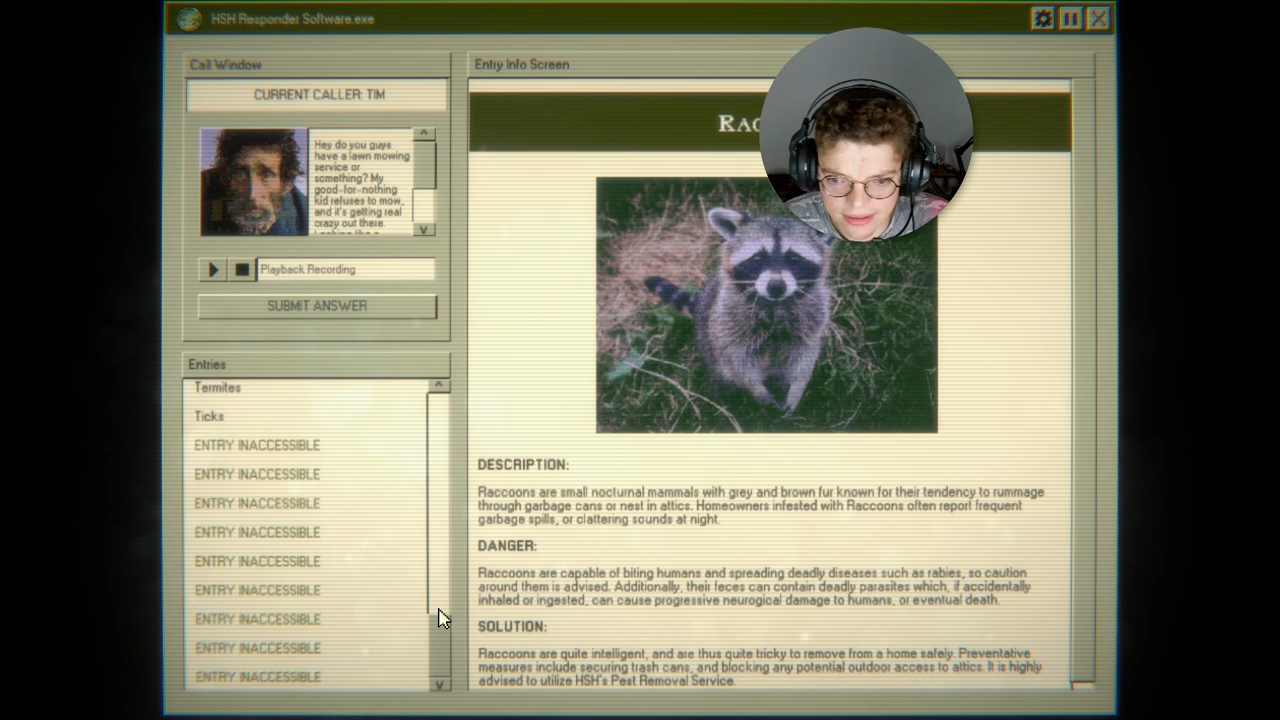 HSH Responder Software.exe
Call Window
CURRENT CALLER: TIM
Hey do you guys
have a lawn mowing
service or
something? My
good-for-nothing
kid refuses to mow,
and it's getting real
crazy out there.
Playback Recording
SUBMIT ANSWER
Entries
Termites
Ticks
ENTRY INACCESSIBLE
ENTRY INACCESSIBLE
ENTRY INACCESSIBLE
ENTRY INACCESSIBLE
ENTRY INACCESSIBLE
ENTRY INACCESSIBLE
ENTRY INACCESSIBLE
ENTRY INACCESSIBLE
ENTRY INACCESSIBLE
Entry Info Screen
DESCRIPTION:
Raccoons are small nocturnal mammals with grey and brown fur known for their tendency to rummage
through garbage cans or nest in attics. Homeowners infested with Raccoons often report frequent
garbage spills, or clattering sounds at night.
DANGER:
Raccoons are capable of biting humans and spreading deadly diseases such as rabies, so caution
around them is advised. Additionally, their feces can contain deadly parasites which, if accidentally
inhaled or ingested, can cause progressive neurogical damage to humans, or eventual death.
SOLUTION:
Raccoons are quite intelligent, and are thus quite tricky to remove from a home safely. Preventative
measures include securing trash cans, and blocking any potential outdoor access to attics. It is highly
advised to utilize HSH's Pest Removal Service.